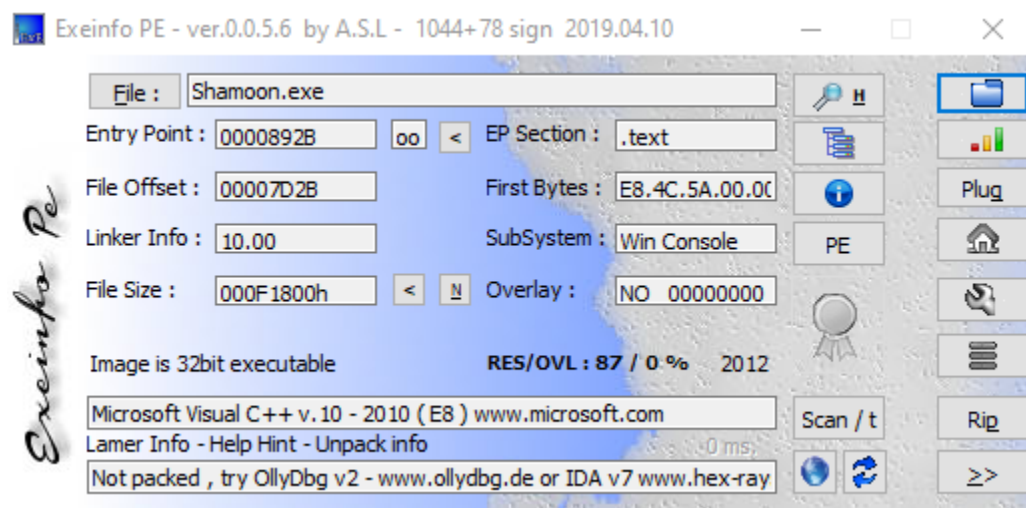 Exeinfo PE - ver.0.0.5.6 by A.S.L - 1044+78 sign 2019.04.10
File : Shamoon.exe H
Entry Point : 0000892B oo < EP Section : .text
File Offset : 00007D2B First Bytes : E8.4C.5A.00.00 Plug
Linker Info : 10.00 SubSystem : Win Console PE
File Size : 000F1800h < N Overlay : NO 00000000
Image is 32bit executable RES/OVL : 87 / 0 % 2012
Microsoft Visual C++ v.10 - 2010 ( E8 ) www.microsoft.com Scan / t Rip
Lamer Info - Help Hint - Unpack info 0 ms.
Not packed , try OllyDbg v2 - www.ollydbg.de or IDA v7 www.hex-ray >>
Exeinfo Pe